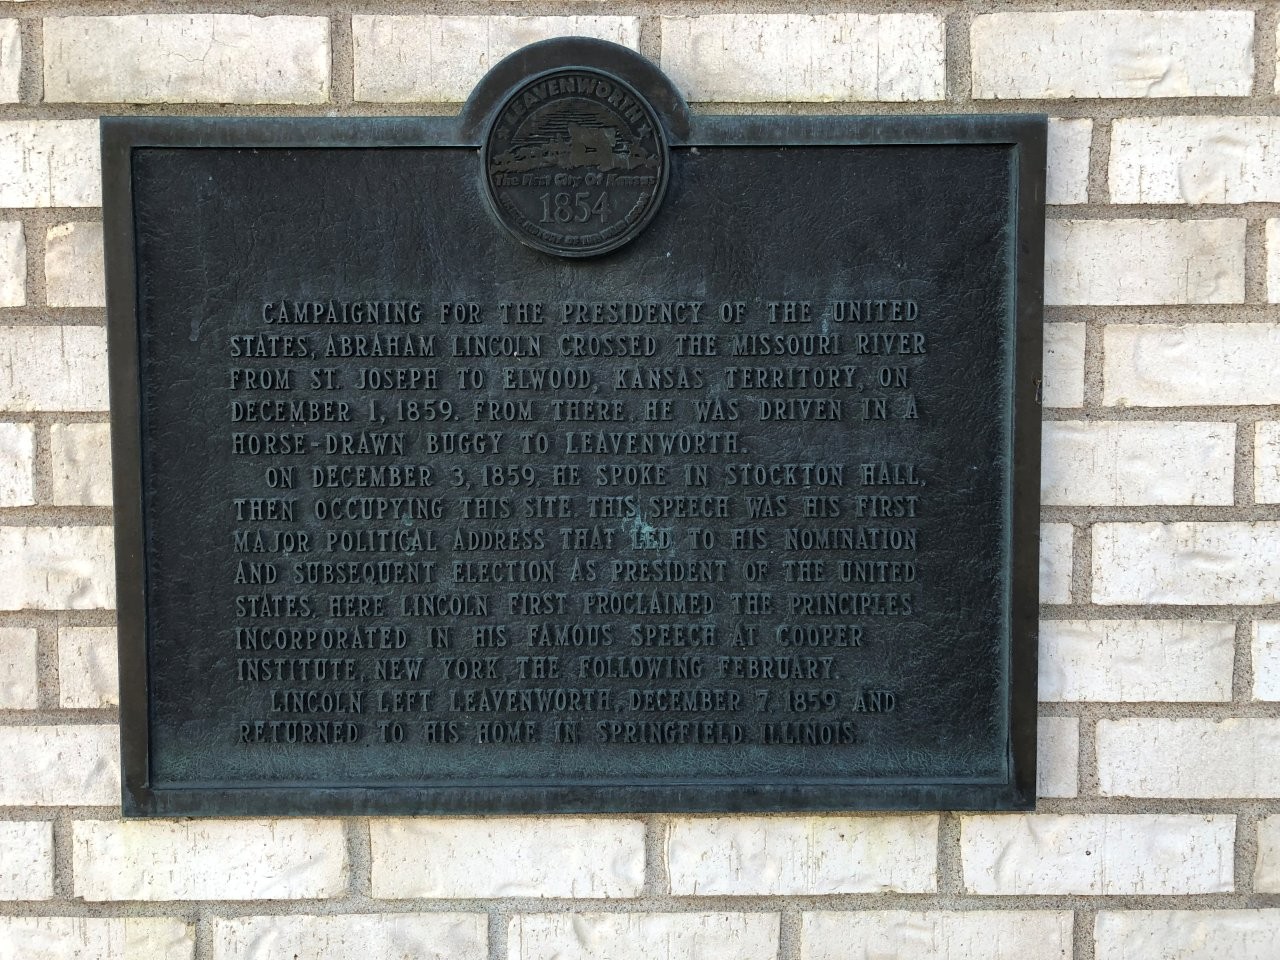 LEAVENWORTH
The First City Of Kansas
1854
CAMPAIGNING FOR THE PRESIDENCY OF THE UNITED
STATES, ABRAHAM LINCOLN CROSSED THE MISSOURI RIVER
FROM ST. JOSEPH TO ELWOOD, KANSAS TERRITORY, ON
DECEMBER 1, 1859. FROM THERE HE WAS DRIVEN IN A
HORSE-DRAWN BUGGY TO LEAVENWORTH.
ON DECEMBER 3, 1859, HE SPOKE IN STOCKTON HALL,
THEN OCCUPYING THIS SITE. THIS SPEECH WAS HIS FIRST
MAJOR POLITICAL ADDRESS THAT LED TO HIS NOMINATION
AND SUBSEQUENT ELECTION AS PRESIDENT OF THE UNITED
STATES. HERE LINCOLN FIRST PROCLAIMED THE PRINCIPLES
INCORPORATED IN HIS FAMOUS SPEECH AT COOPER
INSTITUTE, NEW YORK, THE FOLLOWING FEBRUARY.
LINCOLN LEFT LEAVENWORTH, DECEMBER 7, 1859 AND
RETURNED TO HIS HOME IN SPRINGFIELD ILLINOIS.